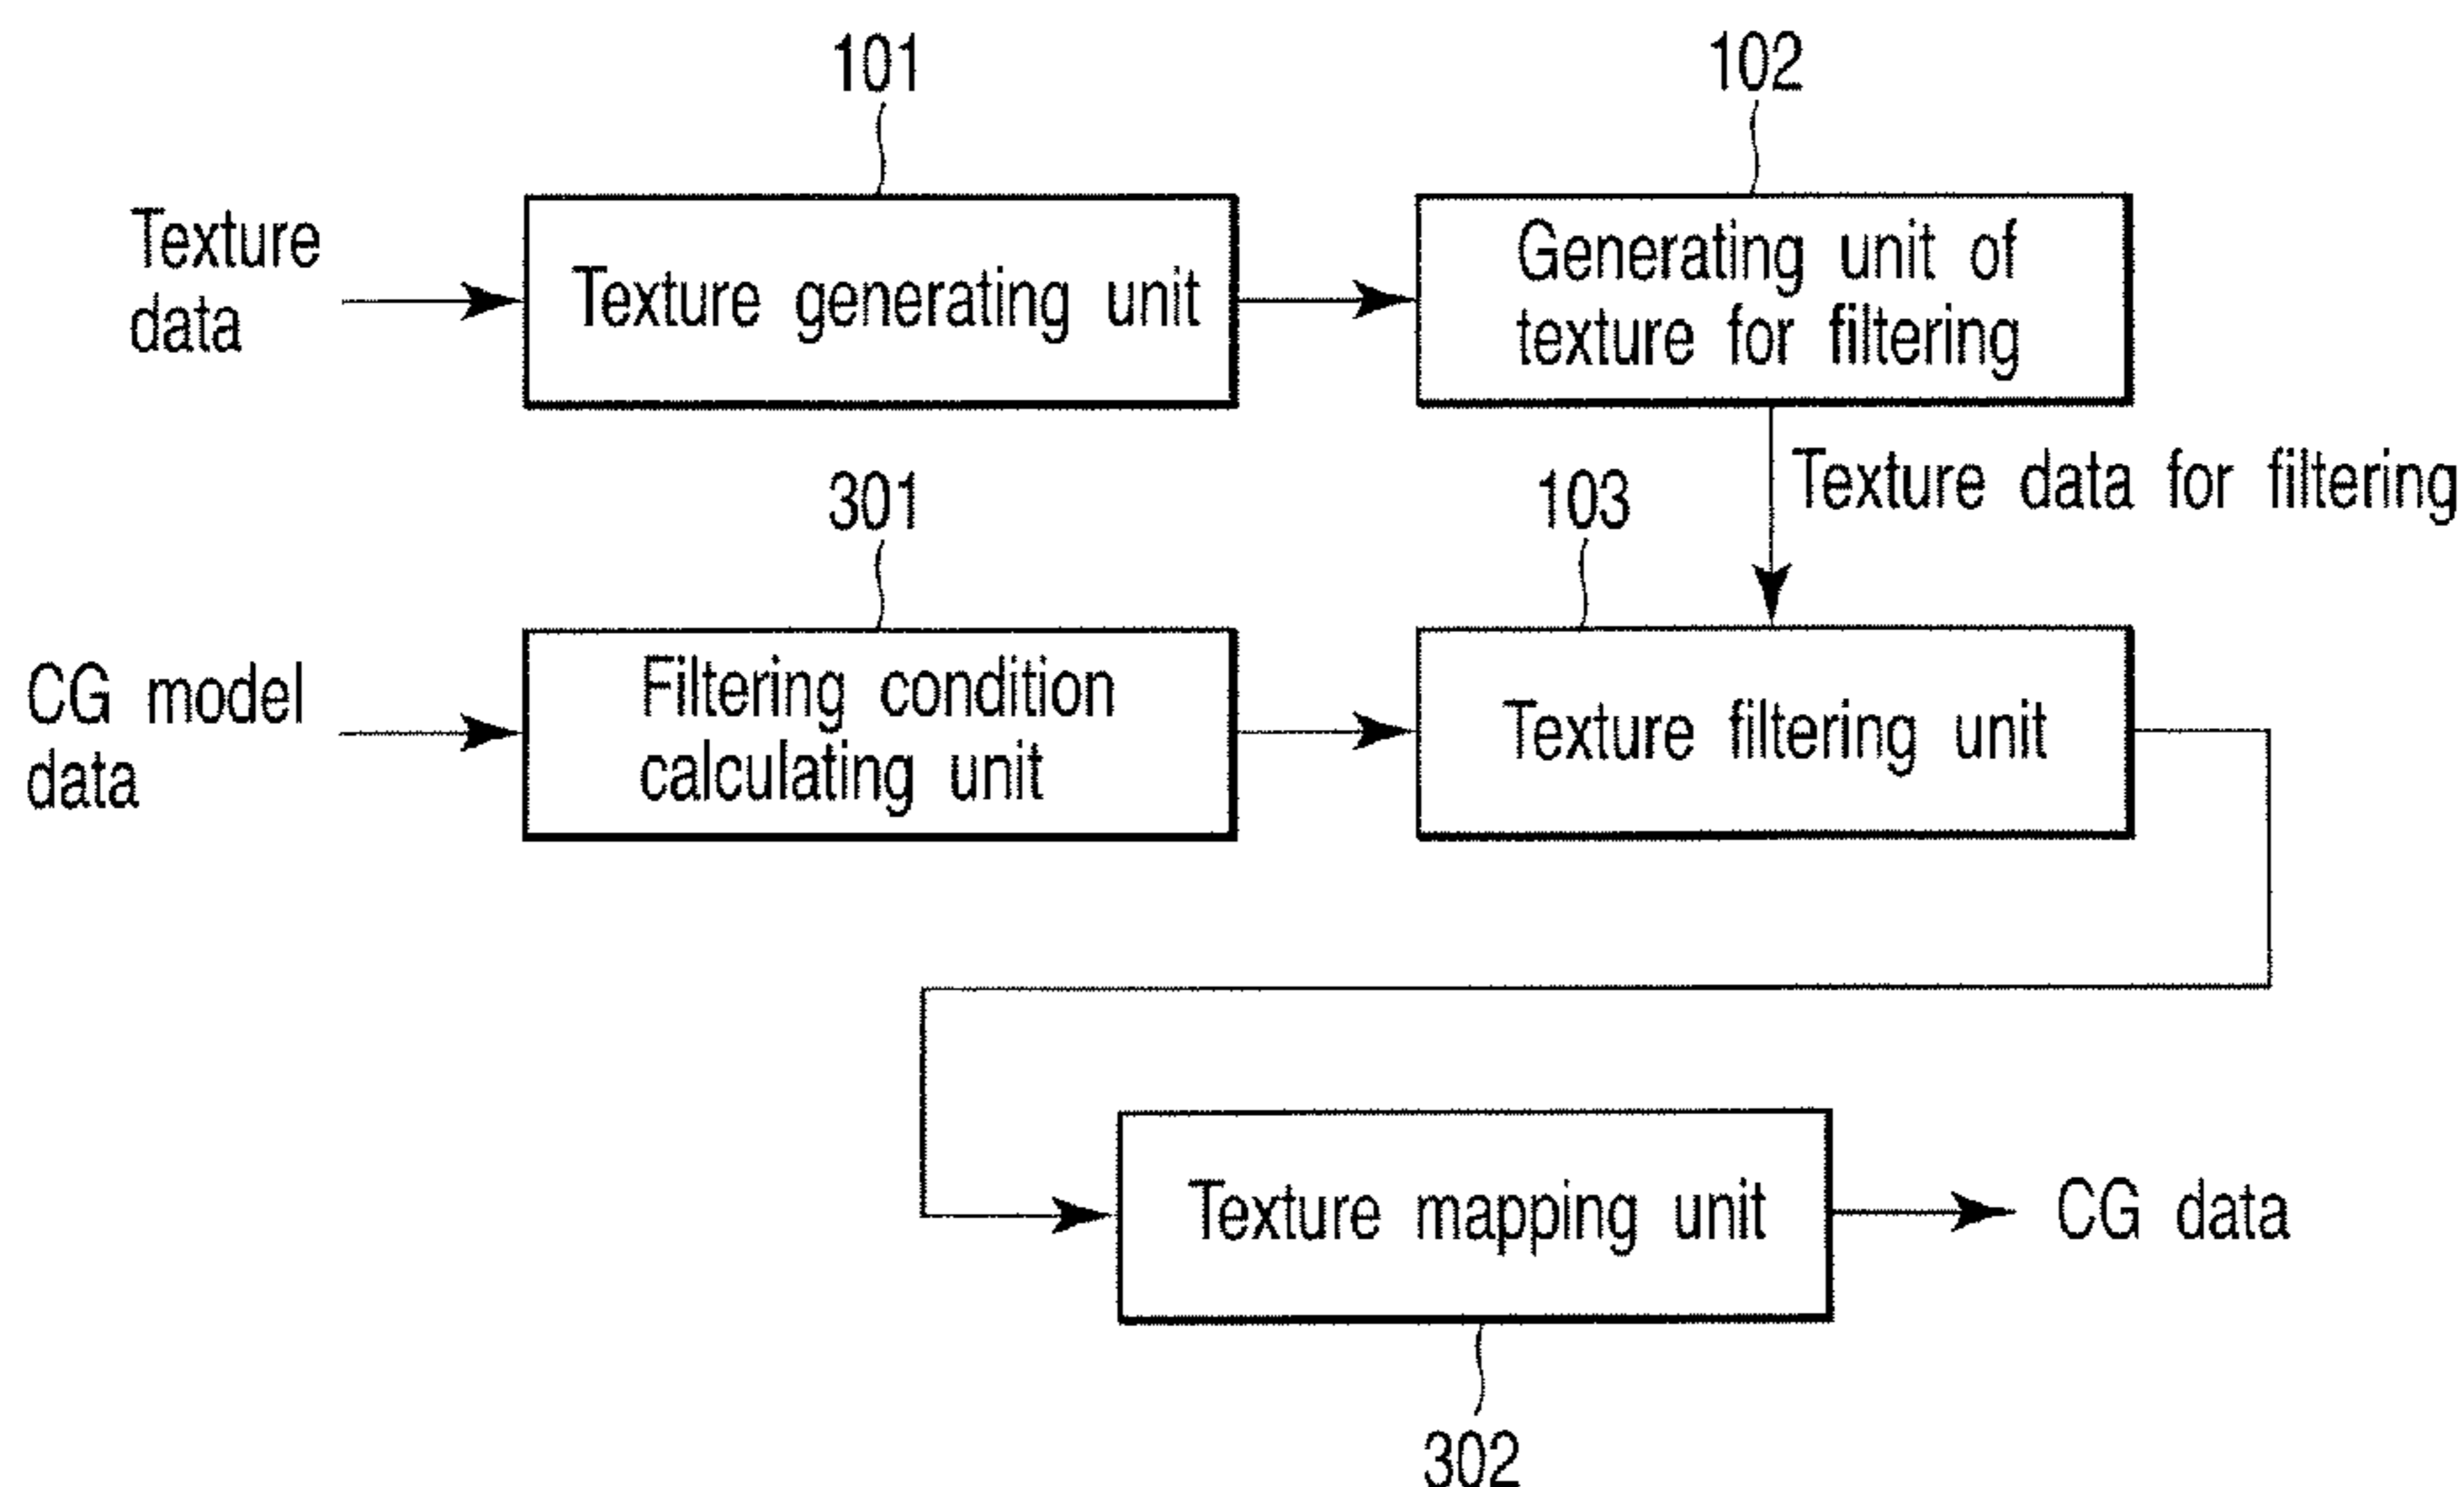 101
102
Texture
data
Texture generating unit
Generating unit of
texture for filtering
Texture data for filtering
301
103
CG model
data
Filtering condition
calculating unit
Texture filtering unit
Texture mapping unit
CG data
302